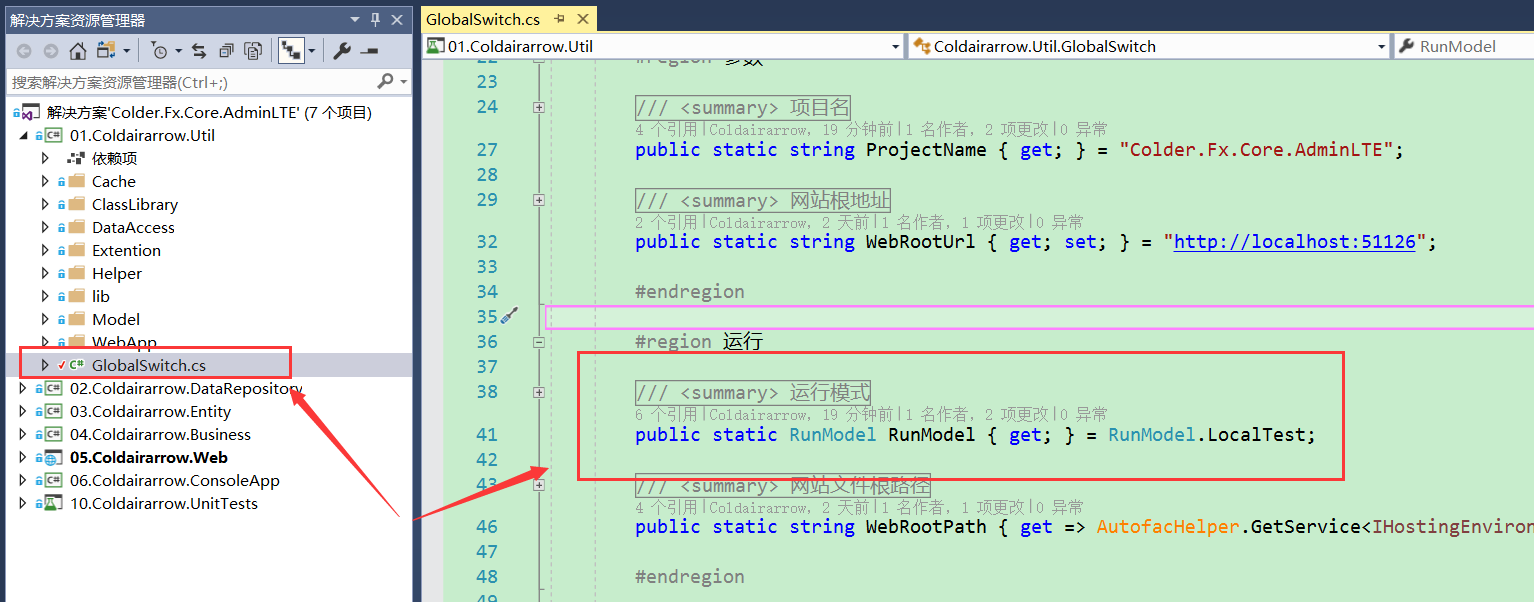 解决方案资源管理器
搜索解决方案资源管理器(Ctrl+;)
解决方案'Colder.Fx.Core.AdminLTE' (7 个项目)
01.Coldairarrow.Util
依赖项
Cache
ClassLibrary
DataAccess
Extention
Helper
lib
Model
WebApp
GlobalSwitch.cs
02.Coldairarrow.DataRepository
03.Coldairarrow.Entity
04.Coldairarrow.Business
05.Coldairarrow.Web
06.Coldairarrow.ConsoleApp
10.Coldairarrow.UnitTests
GlobalSwitch.cs
01.Coldairarrow.Util
Coldairarrow.Util.GlobalSwitch
RunModel
22 #region 参数
23
24 /// <summary> 项目名
4 个引用|Coldairarrow, 19 分钟前|1 名作者, 2 项更改|0 异常
27 public static string ProjectName { get; } = "Colder.Fx.Core.AdminLTE";
28
29 /// <summary> 网站根地址
2 个引用|Coldairarrow, 2 天前|1 名作者, 1 项更改|0 异常
32 public static string WebRootUrl { get; set; } = "http://localhost:51126";
33
34 #endregion
35
36 #region 运行
37
38 /// <summary> 运行模式
6 个引用|Coldairarrow, 19 分钟前|1 名作者, 2 项更改|0 异常
41 public static RunModel RunModel { get; } = RunModel.LocalTest;
42
43 /// <summary> 网站文件根路径
4 个引用|Coldairarrow, 2 天前|1 名作者, 1 项更改|0 异常
46 public static string WebRootPath { get => AutofacHelper.GetService<IHostingEnviron
47
48 #endregion
49